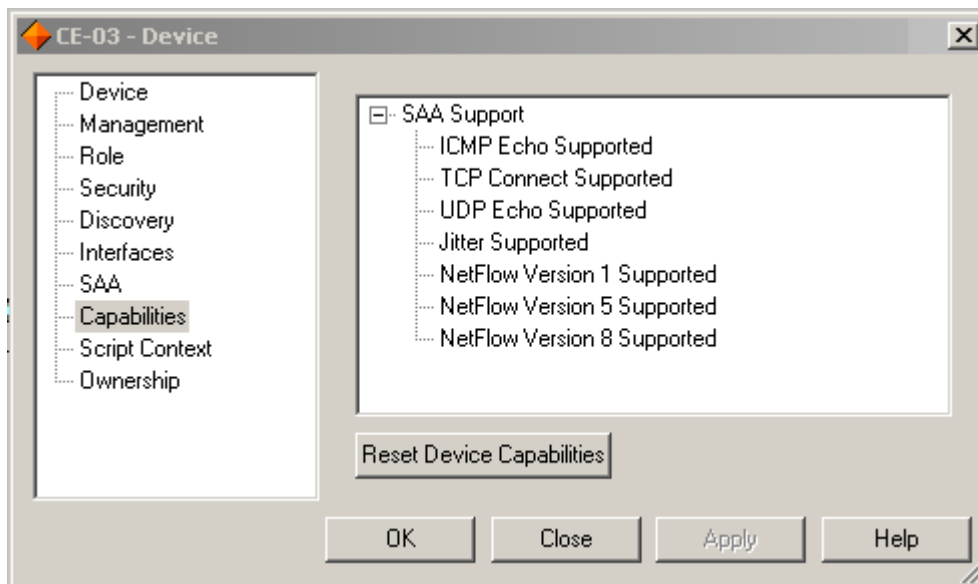 CE-03 - Device
Device
Management
Role
Security
Discovery
Interfaces
SAA
Capabilities
Script Context
Ownership
SAA Support
ICMP Echo Supported
TCP Connect Supported
UDP Echo Supported
Jitter Supported
NetFlow Version 1 Supported
NetFlow Version 5 Supported
NetFlow Version 8 Supported
Reset Device Capabilities
OK
Close
Apply
Help